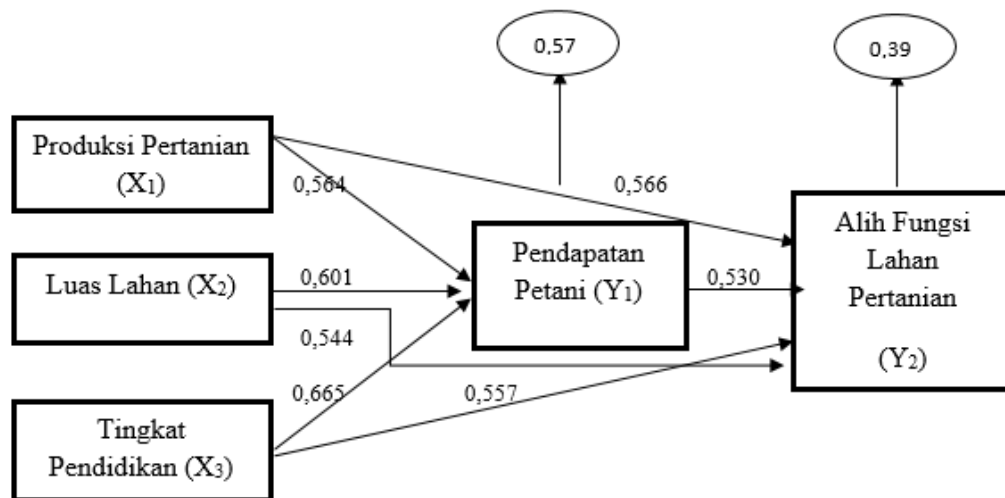 0,57
0,39
Produksi Pertanian
(X₁)
0,564
0,566
Alih Fungsi
Lahan
Pertanian
(Y₂)
Pendapatan
Petani (Y₁)
Luas Lahan (X₂)
0,601
0,530
0,544
0,665
0,557
Tingkat
Pendidikan (X₃)